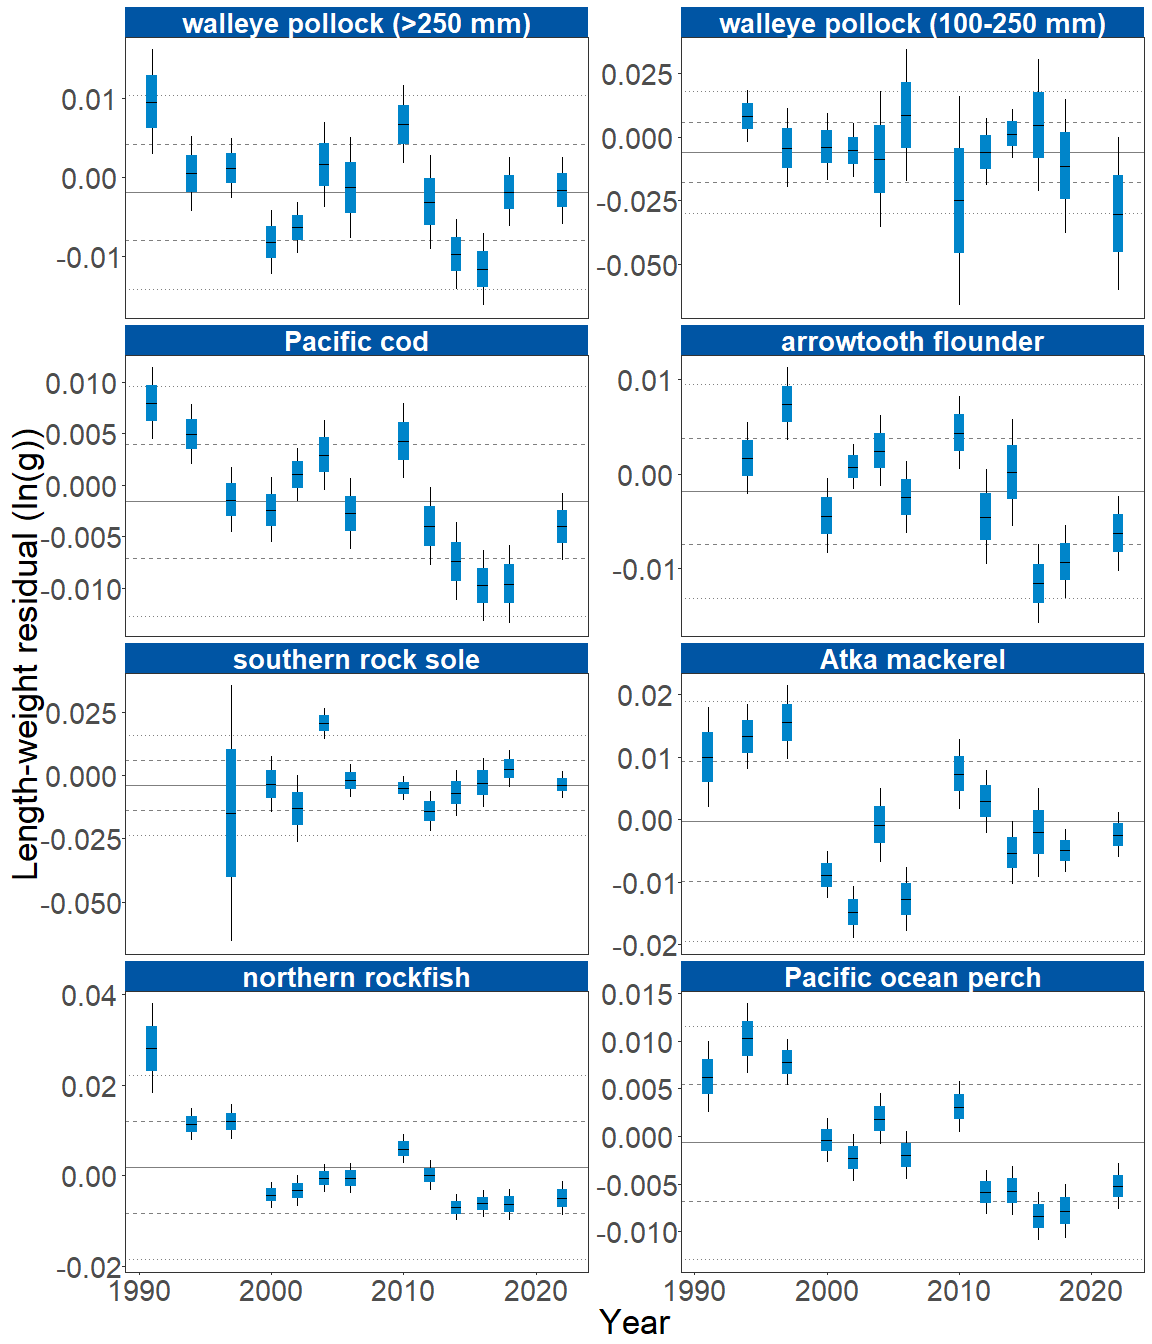 walleye pollock (>250 mm)
walleye pollock (100-250 mm)
0.01
0.00
-0.01
0.025
0.000
-0.025
-0.050
Pacific cod
arrowtooth flounder
0.010
0.005
0.000
-0.005
-0.010
0.01
0.00
-0.01
Length-weight residual (ln(g))
southern rock sole
Atka mackerel
0.025
0.000
-0.025
-0.050
0.02
0.01
0.00
-0.01
-0.02
northern rockfish
Pacific ocean perch
0.04
0.02
0.00
-0.02
0.015
0.010
0.005
0.000
-0.005
-0.010
1990 2000 2010 2020
1990 2000 2010 2020
Year